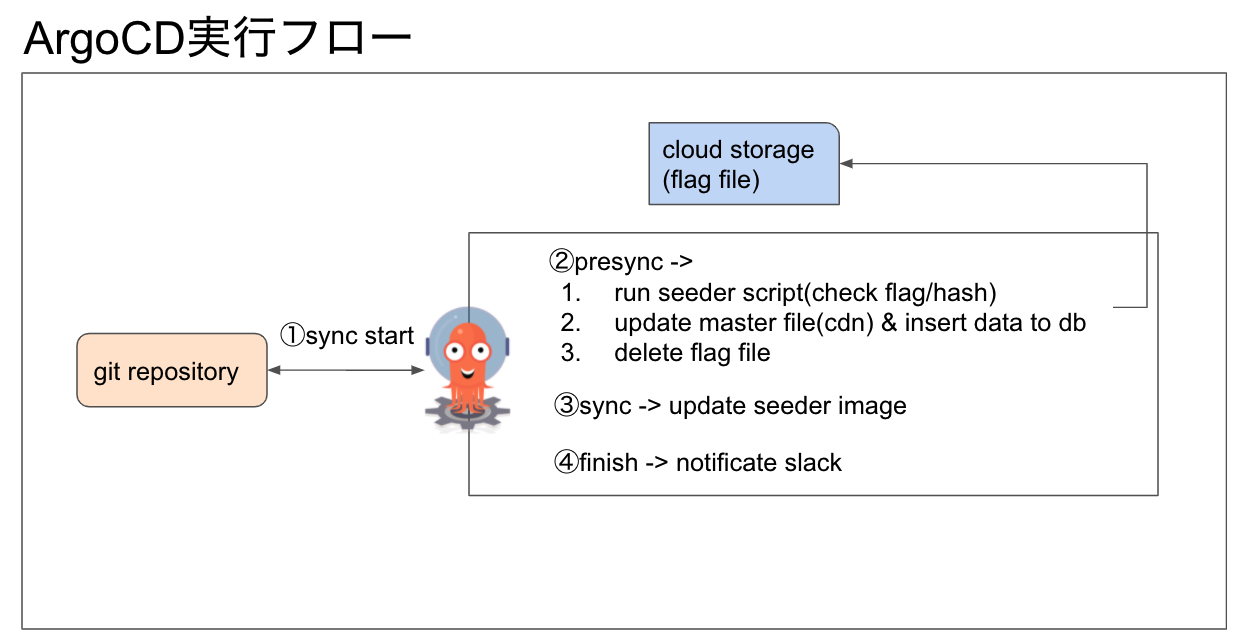 ArgoCD実行フロー
cloud storage
(flag file)
②presync ->
1. run seeder script(check flag/hash)
2. update master file(cdn) & insert data to db
3. delete flag file
①sync start
git repository
③sync -> update seeder image
④finish -> notificate slack